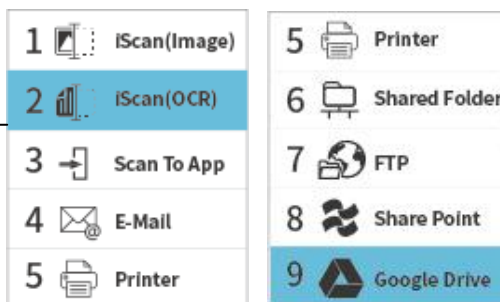 1 iScan(Image)
2 iScan(OCR)
3 Scan To App
4 E-Mail
5 Printer
5 Printer
6 Shared Folder
7 FTP
8 Share Point
9 Google Drive